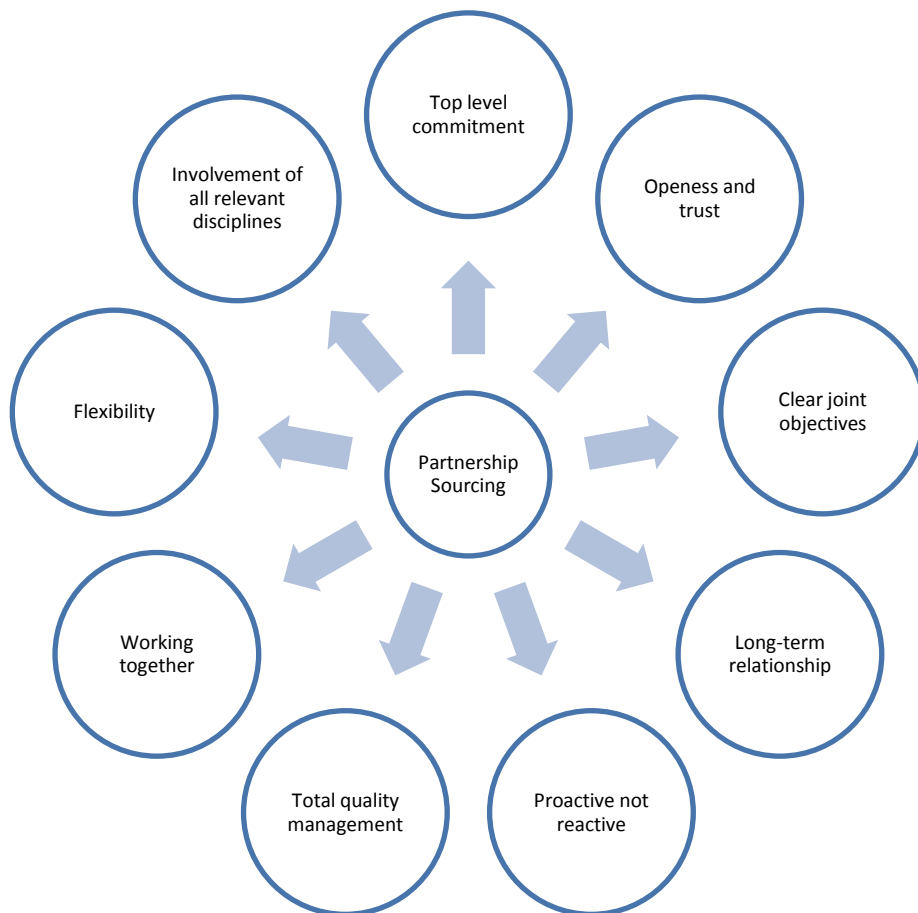 Top level
commitment
Openess and
trust
Clear joint
objectives
Long-term
relationship
Proactive not
reactive
Total quality
management
Working
together
Flexibility
Involvement of
all relevant
disciplines
Partnership
Sourcing